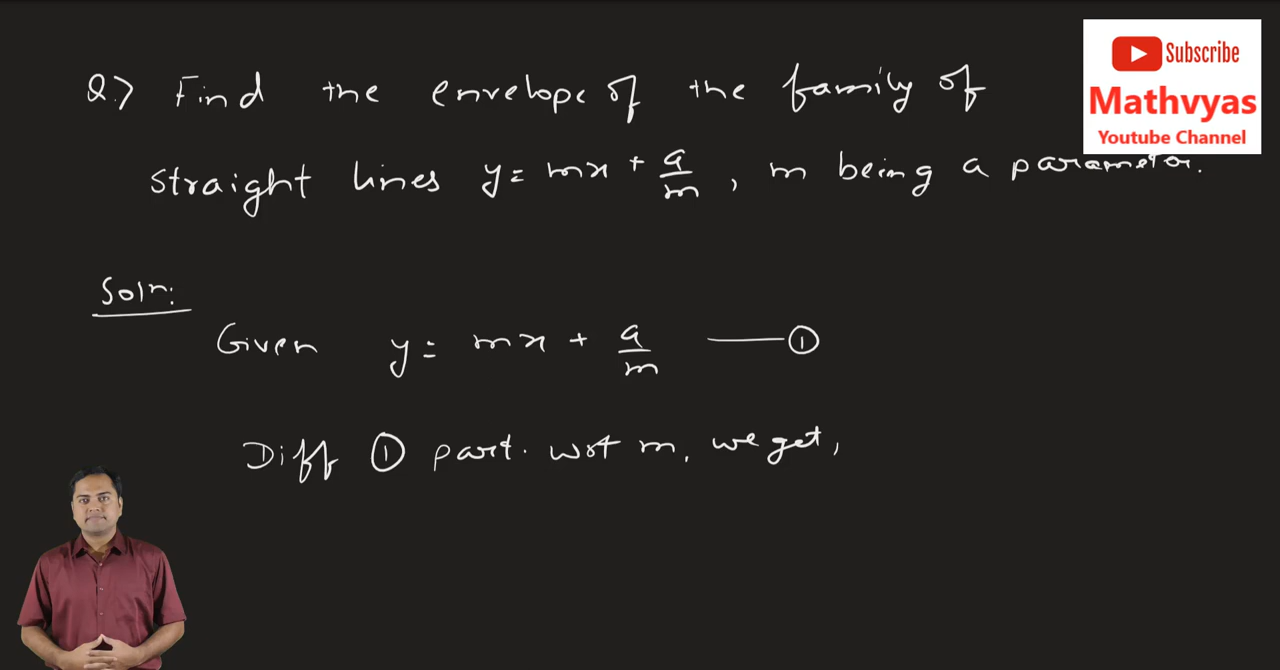 Q.> Find the envelope of the family of
straight lines y = mx + a/m, m being a parameter.
Soln:
Given y = mx + a/m —— ①
Diff ① part. wrt m, we get,
Subscribe
Mathvyas
Youtube Channel